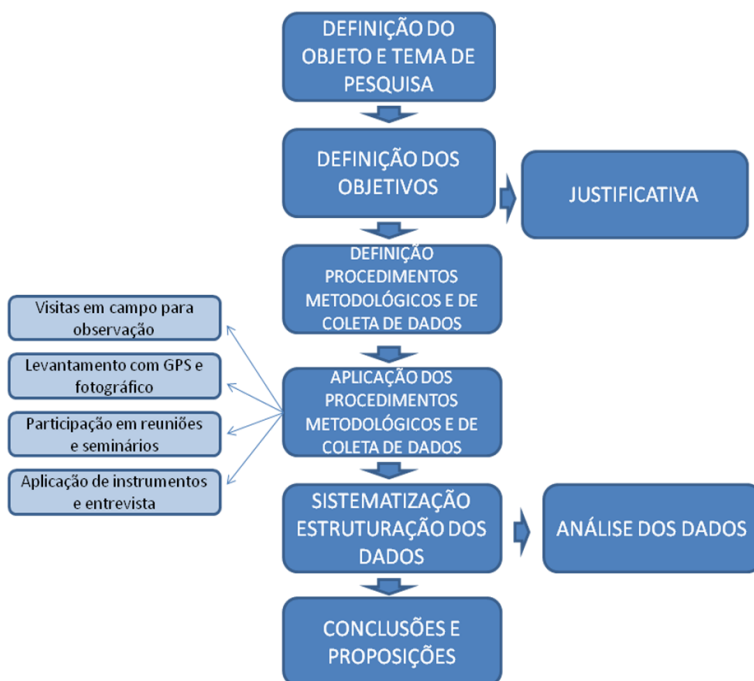 DEFINIÇÃO DO
OBJETO E TEMA DE
PESQUISA
DEFINIÇÃO DOS
OBJETIVOS
JUSTIFICATIVA
DEFINIÇÃO
PROCEDIMENTOS
METODOLÓGICOS E DE
COLETA DE DADOS
APLICAÇÃO DOS
PROCEDIMENTOS
METODOLÓGICOS E DE
COLETA DE DADOS
Visitas em campo para
observação
Levantamento com GPS e
fotográfico
Participação em reuniões
e seminários
Aplicação de instrumentos
e entrevista
SISTEMATIZAÇÃO
ESTRUTURAÇÃO DOS
DADOS
ANÁLISE DOS DADOS
CONCLUSÕES E
PROPOSIÇÕES